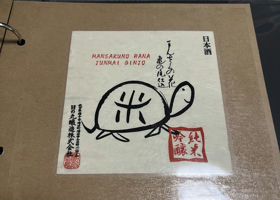 日本酒
まんさくの花
亀の尾仕込
MANSAKUNO HANA
JUNMAI GINJO
米
純米
吟醸
日の丸醸造株式会社